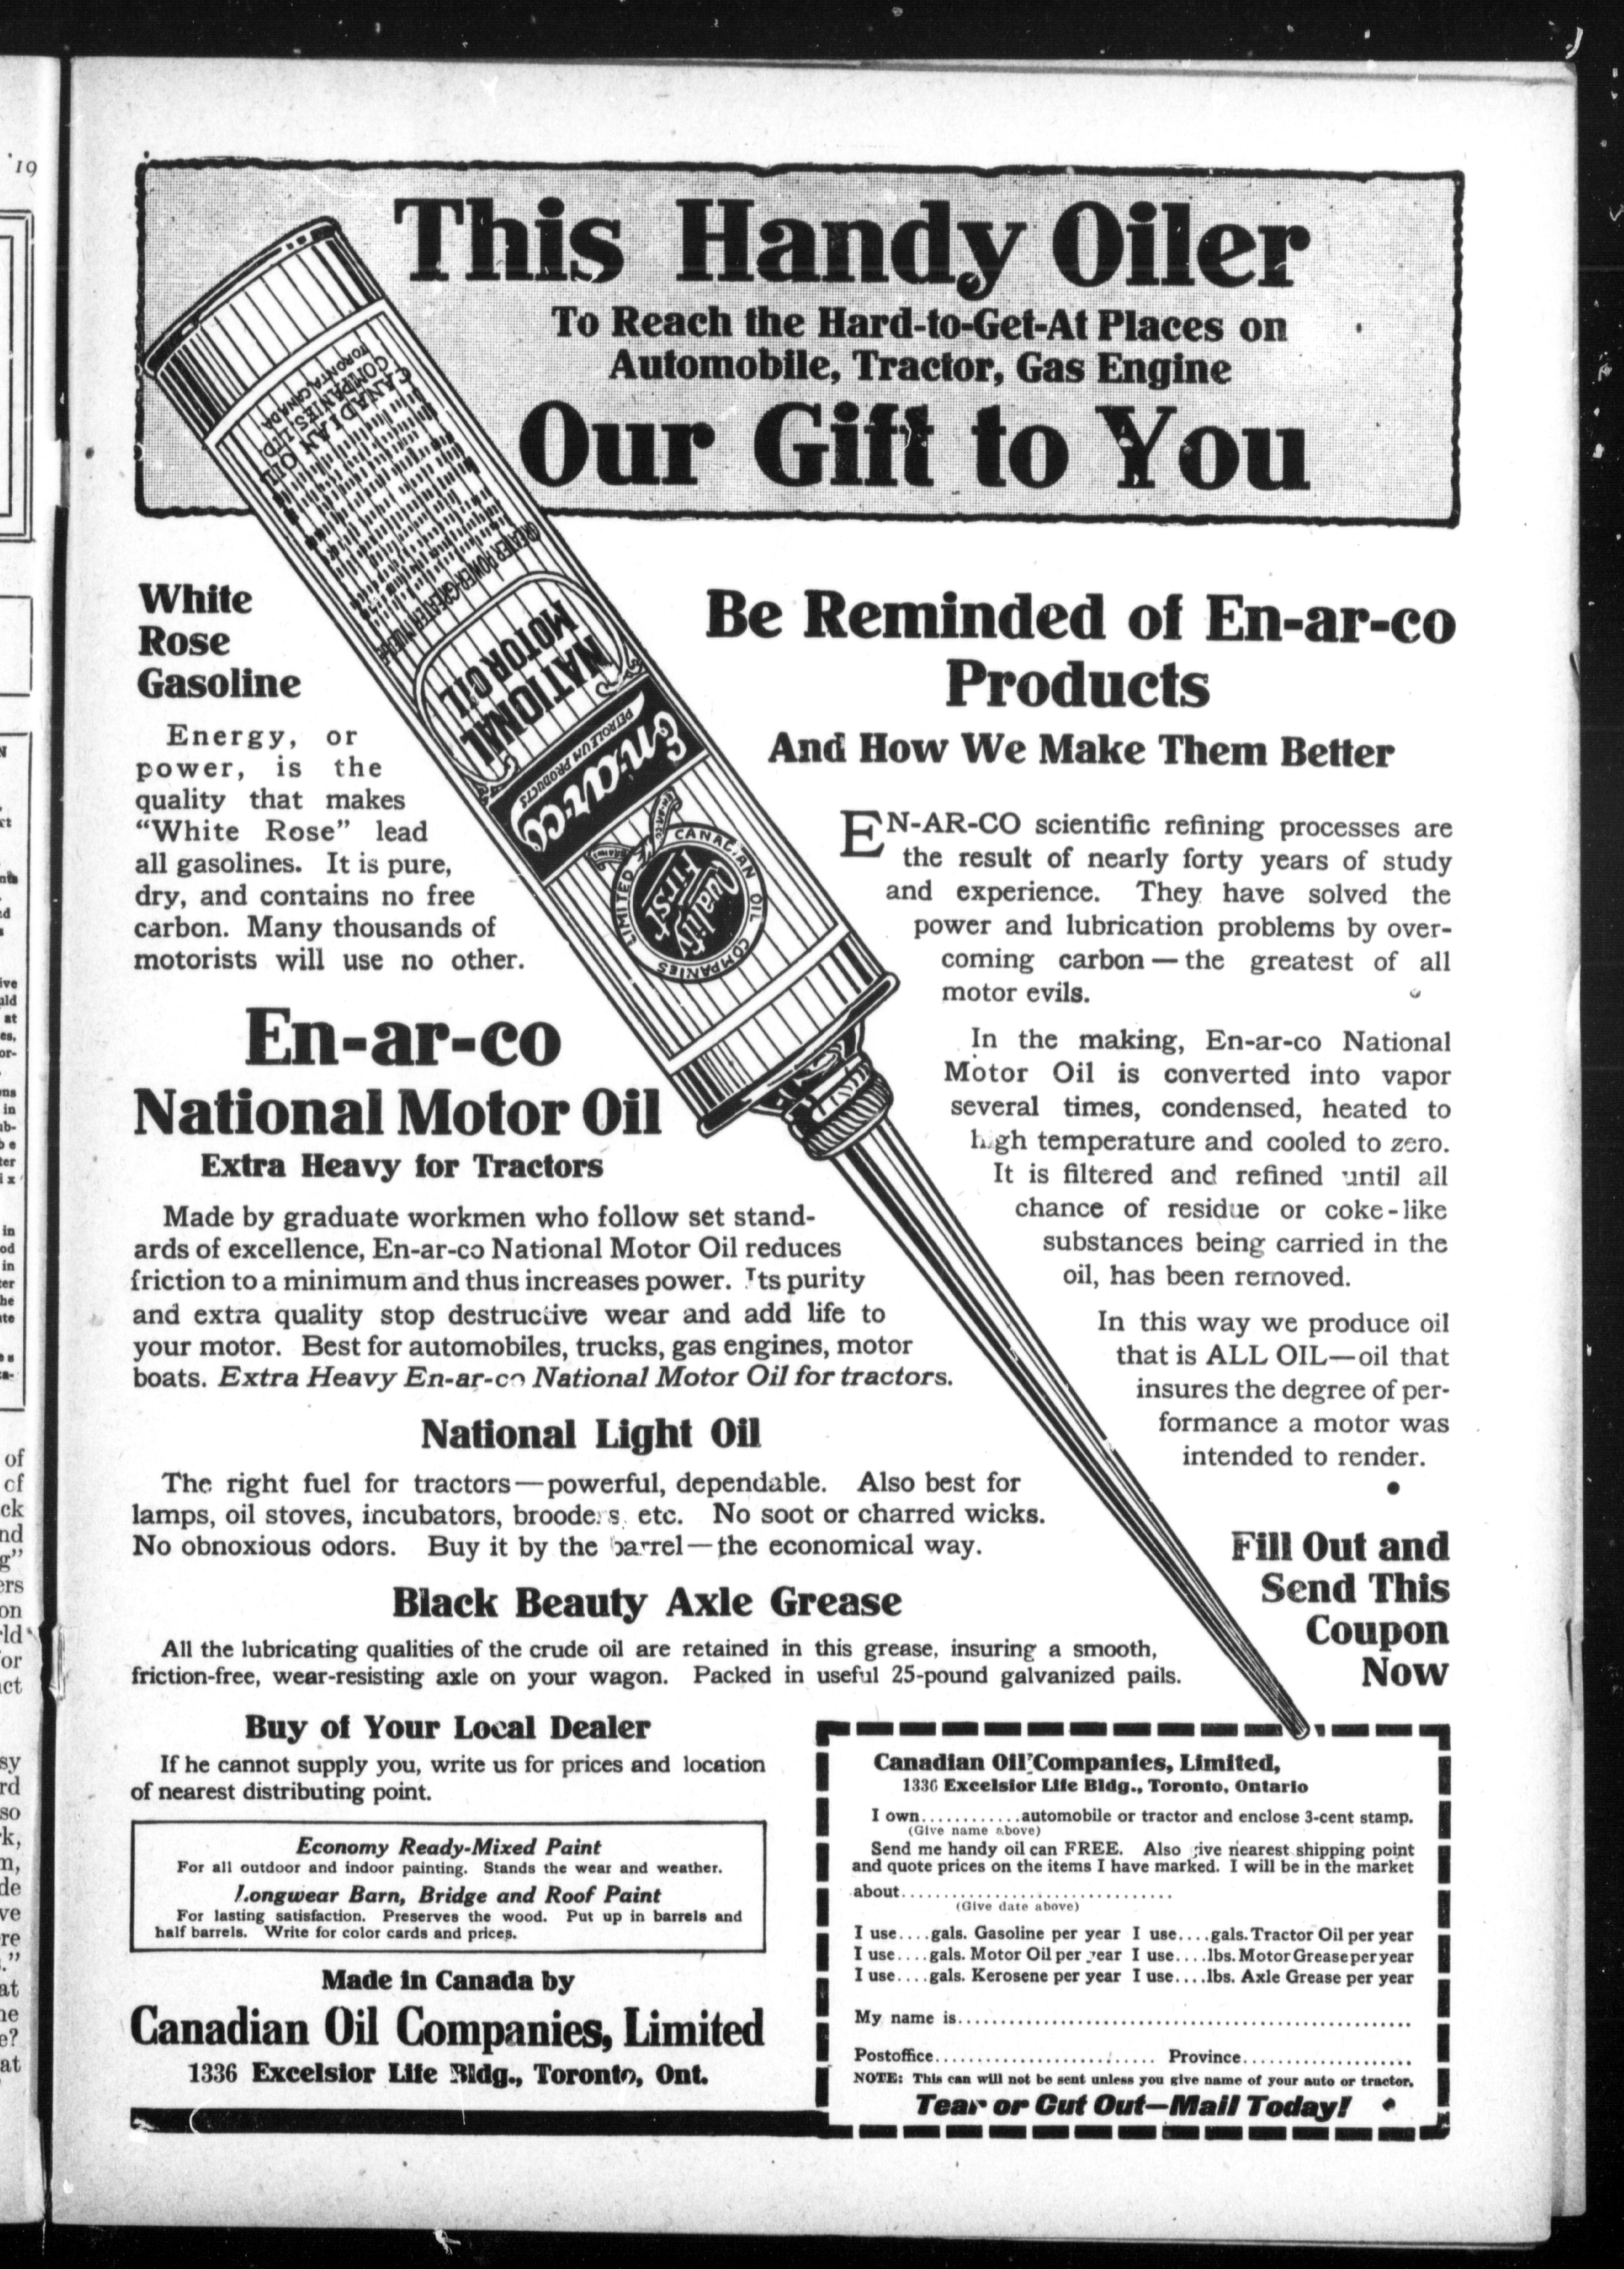 '19
This Handy Oiler
To Reach the Hard-to-Get-At Places on
Automobile, Tractor, Gas Engine
Our Gift to You
CANADIAN OIL
COMPANIES, LTD
TORONTO, CANADA
NATIONAL
MOTOR OIL
En-ar-co
PETROLEUM PRODUCTS
CANADIAN OIL COMPANIES LIMITED
Quality
First
White
Rose
Gasoline
Energy, or
power, is the
quality that makes
“White Rose” lead
all gasolines. It is pure,
dry, and contains no free
carbon. Many thousands of
motorists will use no other.
En-ar-co
National Motor Oil
Extra Heavy for Tractors
Made by graduate workmen who follow set stand-
ards of excellence, En-ar-co National Motor Oil reduces
friction to a minimum and thus increases power. Its purity
and extra quality stop destructive wear and add life to
your motor. Best for automobiles, trucks, gas engines, motor
boats. Extra Heavy En-ar-co National Motor Oil for tractors.
National Light Oil
The right fuel for tractors—powerful, dependable. Also best for
lamps, oil stoves, incubators, brooders, etc. No soot or charred wicks.
No obnoxious odors. Buy it by the barrel—the economical way.
Black Beauty Axle Grease
All the lubricating qualities of the crude oil are retained in this grease, insuring a smooth,
friction-free, wear-resisting axle on your wagon. Packed in useful 25-pound galvanized pails.
Buy of Your Local Dealer
If he cannot supply you, write us for prices and location
of nearest distributing point.
Economy Ready-Mixed Paint
For all outdoor and indoor painting. Stands the wear and weather.
Longwear Barn, Bridge and Roof Paint
For lasting satisfaction. Preserves the wood. Put up in barrels and
half barrels. Write for color cards and prices.
Made in Canada by
Canadian Oil Companies, Limited
1336 Excelsior Life Bldg., Toronto, Ont.
Be Reminded of En-ar-co
Products
And How We Make Them Better
EN-AR-CO scientific refining processes are
the result of nearly forty years of study
and experience. They have solved the
power and lubrication problems by over-
coming carbon—the greatest of all
motor evils.
In the making, En-ar-co National
Motor Oil is converted into vapor
several times, condensed, heated to
high temperature and cooled to zero.
It is filtered and refined until all
chance of residue or coke-like
substances being carried in the
oil, has been removed.
In this way we produce oil
that is ALL OIL—oil that
insures the degree of per-
formance a motor was
intended to render.
Fill Out and
Send This
Coupon
Now
Canadian Oil Companies, Limited,
1336 Excelsior Life Bldg., Toronto, Ontario
I own............automobile or tractor and enclose 3-cent stamp.
(Give name above)
Send me handy oil can FREE. Also give nearest shipping point
and quote prices on the items I have marked. I will be in the market
about................................
(Give date above)
I use....gals. Gasoline per year I use....gals. Tractor Oil per year
I use....gals. Motor Oil per year I use....lbs. Motor Grease per year
I use....gals. Kerosene per year I use....lbs. Axle Grease per year
My name is......................................................
Postoffice.......................... Province....................
NOTE: This can will not be sent unless you give name of your auto or tractor.
Tear or Cut Out—Mail Today!